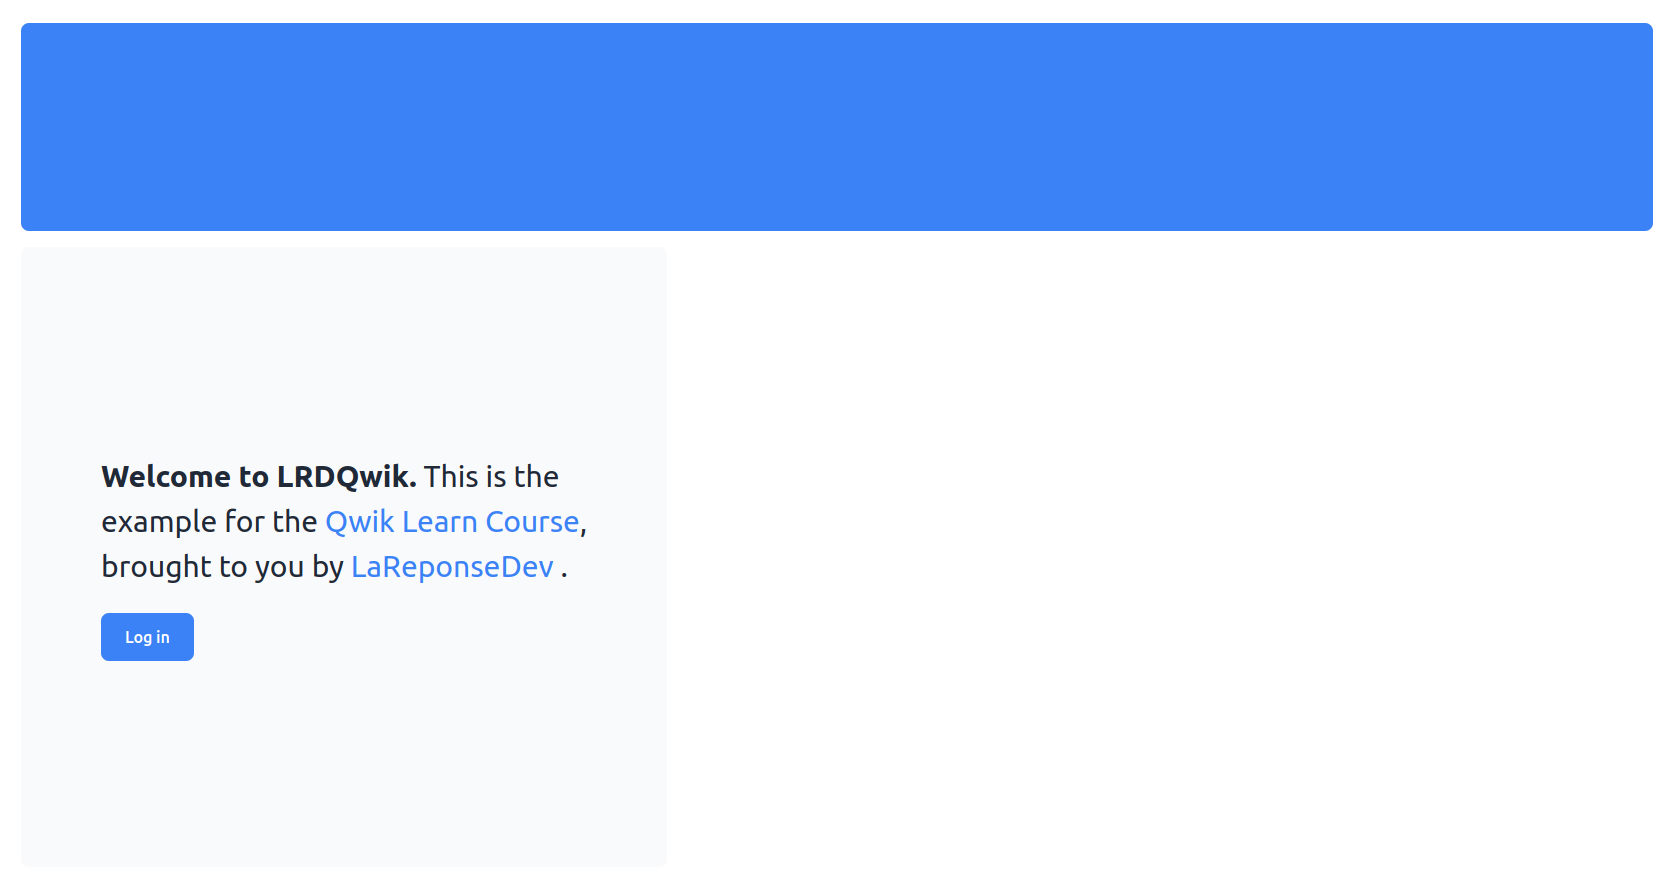 Welcome to LRDQwik. This is the
example for the Qwik Learn Course,
brought to you by LaReponseDev .
Log in